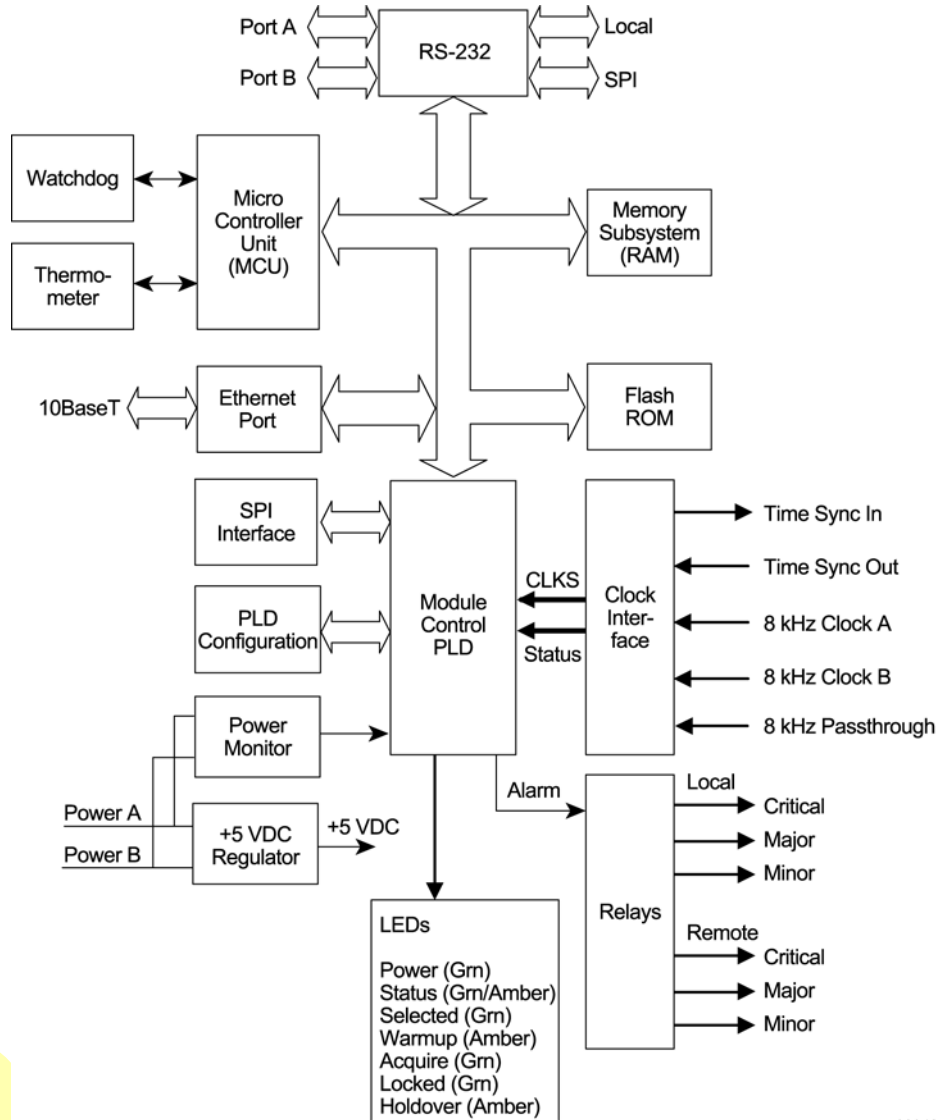 Port A
Local
RS-232
Port B
SPI
Watchdog
Micro
Controller
Unit
(MCU)
Memory
Subsystem
(RAM)
Thermo-
meter
10BaseT
Ethernet
Port
Flash
ROM
SPI
Interface
PLD
Configuration
Module
Control
PLD
CLKS
Status
Clock
Inter-
face
Time Sync In
Time Sync Out
8 kHz Clock A
8 kHz Clock B
8 kHz Passthrough
Power
Monitor
Power A
Power B
+5 VDC
Regulator
+5 VDC
Alarm
Relays
Local
Critical
Major
Minor
Remote
Critical
Major
Minor
LEDs
Power (Grn)
Status (Grn/Amber)
Selected (Grn)
Warmup (Amber)
Acquire (Grn)
Locked (Grn)
Holdover (Amber)